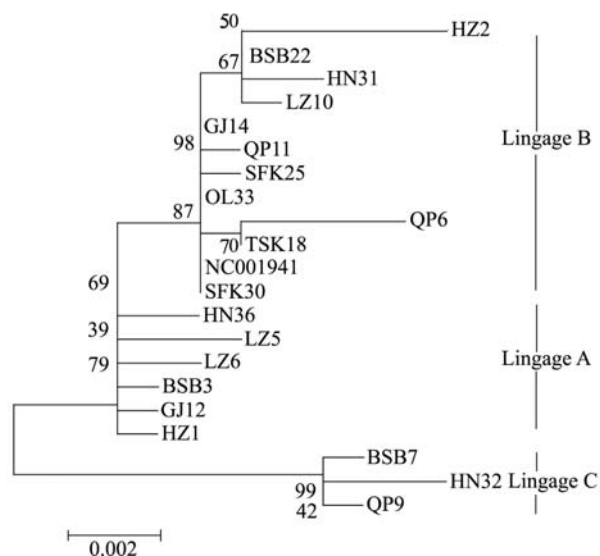 50
HZ2
67
BSB22
HN31
LZ10
GJ14
98
QP11
Lingage B
SFK25
OL33
87
QP6
70
TSK18
NC001941
69
SFK30
HN36
39
LZ5
79
LZ6
Lingage A
BSB3
GJ12
HZ1
BSB7
HN32 Lingage C
99
42
QP9
0.002